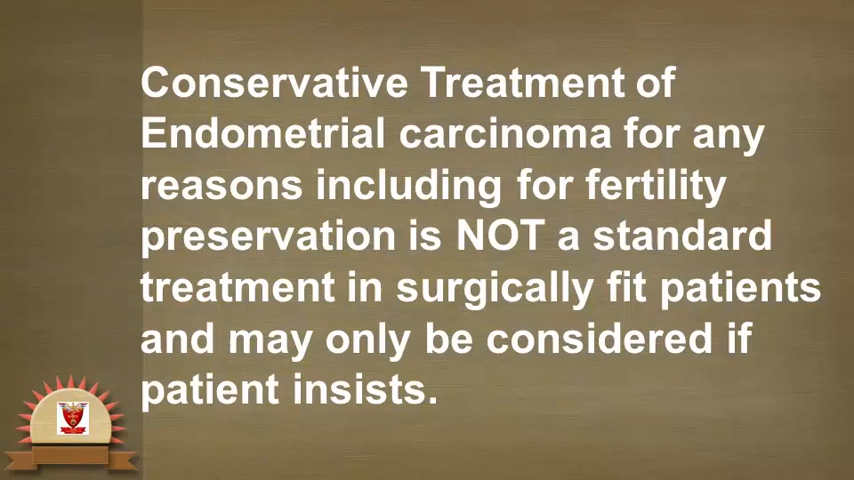 Conservative Treatment of
Endometrial carcinoma for any
reasons including for fertility
preservation is NOT a standard
treatment in surgically fit patients
and may only be considered if
patient insists.